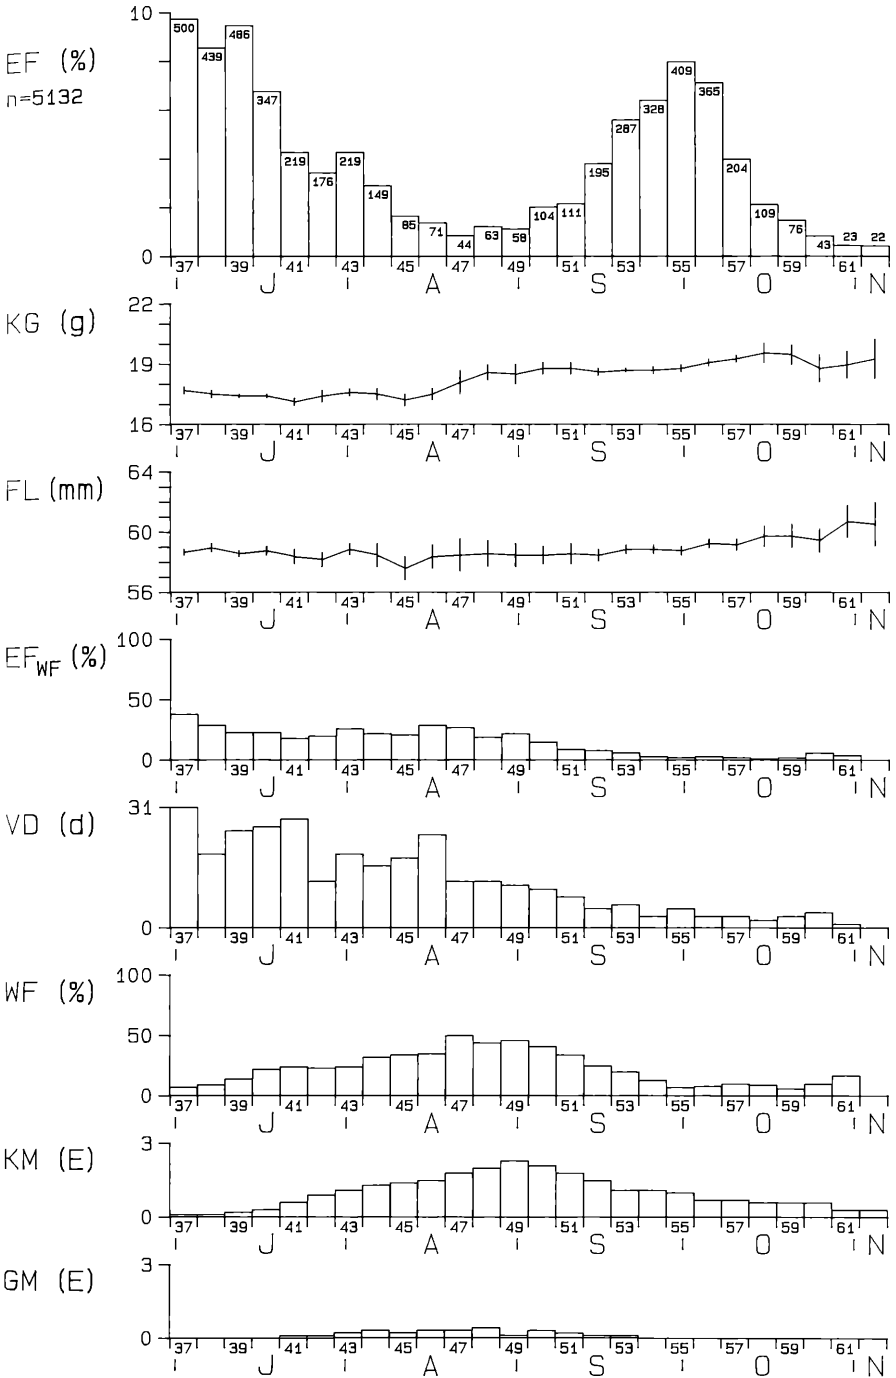 EF (%)
n=5132
10
0
500 439 486 347 219 176 219 149 85 71 44 63 58 104 111 195 287 328 409 365 204 109 76 43 23 22
37 39 41 43 45 47 49 51 53 55 57 59 61
J A S O N
KG (g)
22
19
16
37 39 41 43 45 47 49 51 53 55 57 59 61
J A S O N
FL (mm)
64
60
56
37 39 41 43 45 47 49 51 53 55 57 59 61
J A S O N
EF WF (%)
100
50
0
37 39 41 43 45 47 49 51 53 55 57 59 61
J A S O N
VD (d)
31
0
37 39 41 43 45 47 49 51 53 55 57 59 61
J A S O N
WF (%)
100
50
0
37 39 41 43 45 47 49 51 53 55 57 59 61
J A S O N
KM (E)
3
0
37 39 41 43 45 47 49 51 53 55 57 59 61
J A S O N
GM (E)
3
0
37 39 41 43 45 47 49 51 53 55 57 59 61
J A S O N